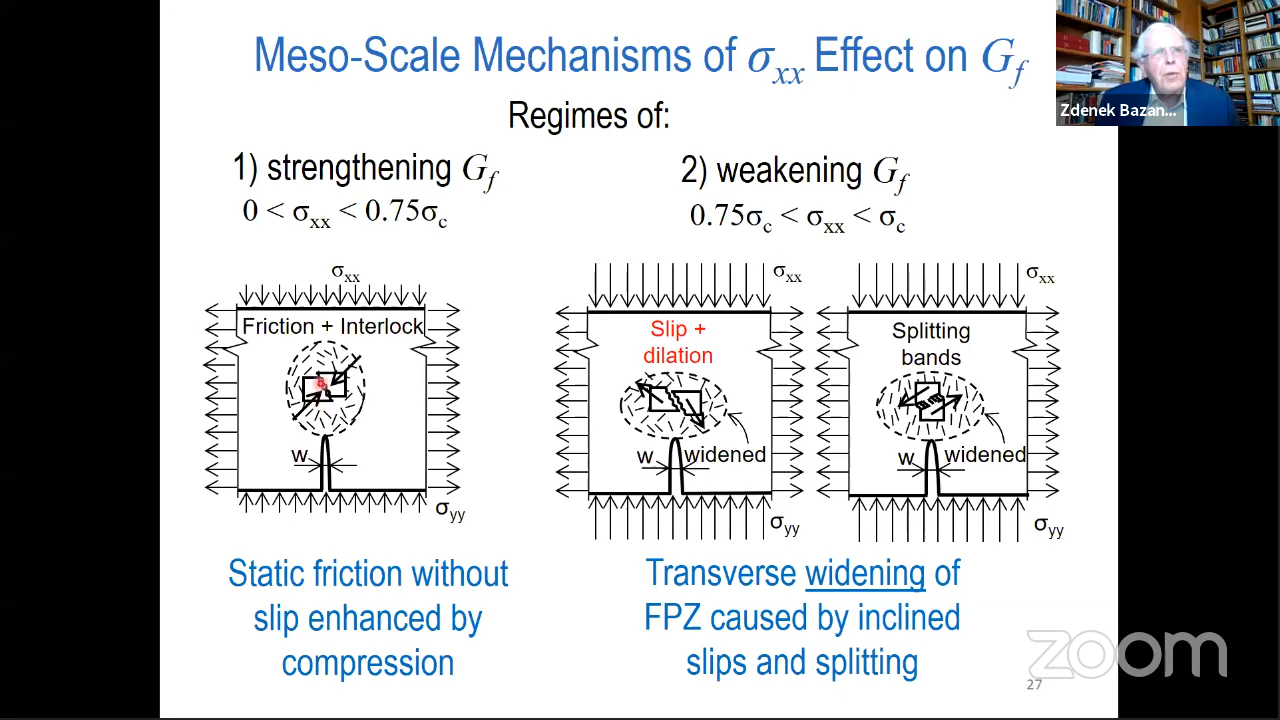 Meso-Scale Mechanisms of σxx Effect on Gf
Zdenek Bazan...
Regimes of:
1) strengthening Gf
0 < σxx < 0.75σc
2) weakening Gf
0.75σc < σxx < σc
σxx
Friction + Interlock
w
σyy
σxx
Slip +
dilation
w
widened
σyy
σxx
Splitting
bands
w
widened
σyy
Static friction without
slip enhanced by
compression
Transverse widening of
FPZ caused by inclined
slips and splitting
zoom
27